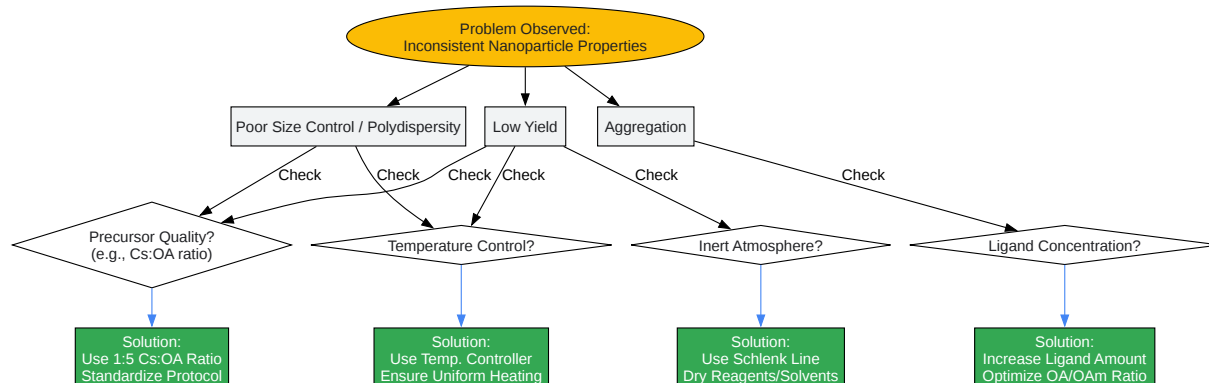 Problem Observed:
Inconsistent Nanoparticle Properties
Poor Size Control / Polydispersity
Low Yield
Aggregation
Check
Check
Check
Check
Check
Check
Precursor Quality?
(e.g., Cs:OA ratio)
Temperature Control?
Inert Atmosphere?
Ligand Concentration?
Solution:
Use 1:5 Cs:OA Ratio
Standardize Protocol
Solution:
Use Temp. Controller
Ensure Uniform Heating
Solution:
Use Schlenk Line
Dry Reagents/Solvents
Solution:
Increase Ligand Amount
Optimize OA/OAm Ratio